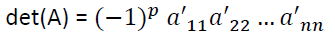 det(A) = (−1)ᵖ a′₁₁a′₂₂ … a′ₙₙ